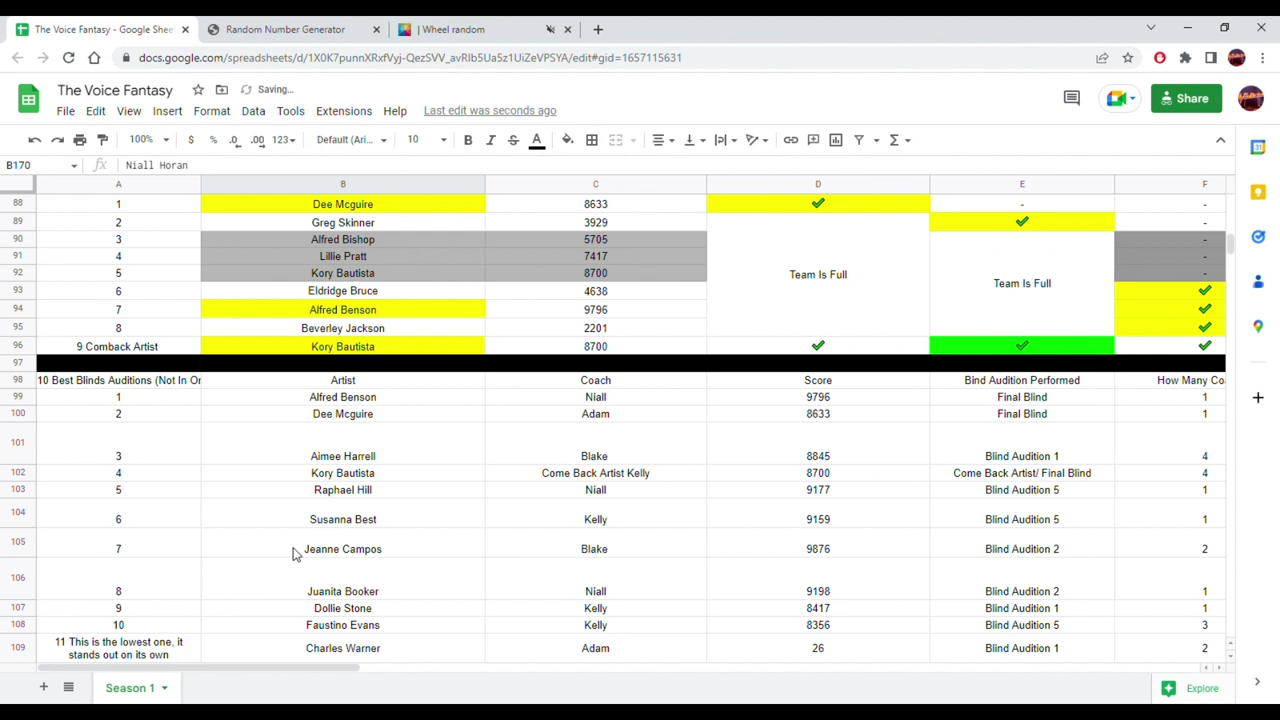 The Voice Fantasy - Google Shee
Random Number Generator
| Wheel random
docs.google.com/spreadsheets/d/1X0K7punnXRxfVyj-QezSVV_avRIb5Ua5z1UiZeVPSYA/edit#gid=1657115631
The Voice Fantasy Saving...
File Edit View Insert Format Data Tools Extensions Help Last edit was seconds ago
Share
100% $ % .0 .00 123 Default (Ari... 10 B I S A
B170 fx Niall Horan
A B C D E F
88 1 Dee Mcguire 8633 ✔ - -
89 2 Greg Skinner 3929 ✔ -
90 3 Alfred Bishop 5705 -
91 4 Lillie Pratt 7417 -
92 5 Kory Bautista 8700 Team Is Full Team Is Full -
93 6 Eldridge Bruce 4638 ✔
94 7 Alfred Benson 9796 ✔
95 8 Beverley Jackson 2201 ✔
96 9 Comback Artist Kory Bautista 8700 ✔ ✔ ✔
97
98 10 Best Blinds Auditions (Not In Or Artist Coach Score Bind Audition Performed How Many Co
99 1 Alfred Benson Niall 9796 Final Blind 1
100 2 Dee Mcguire Adam 8633 Final Blind 1
101 3 Aimee Harrell Blake 8845 Blind Audition 1 4
102 4 Kory Bautista Come Back Artist Kelly 8700 Come Back Artist/ Final Blind 4
103 5 Raphael Hill Niall 9177 Blind Audition 5 1
104 6 Susanna Best Kelly 9159 Blind Audition 5 1
105 7 Jeanne Campos Blake 9876 Blind Audition 2 2
106 8 Juanita Booker Niall 9198 Blind Audition 2 1
107 9 Dollie Stone Kelly 8417 Blind Audition 1 1
108 10 Faustino Evans Kelly 8356 Blind Audition 1 3
109 11 This is the lowest one, it
stands out on its own Charles Warner Adam 26 Blind Audition 1 2
Season 1
Explore